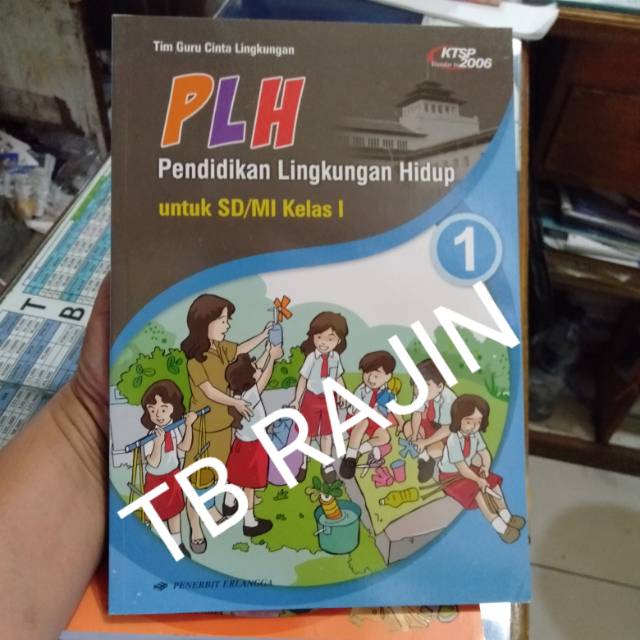 Tim Guru Cinta Lingkungan
KTSP
2006
PLH
Pendidikan Lingkungan Hidup
untuk SD/MI Kelas I
1
TB RAJIN
PENERBIT ERLANGGA
T
B